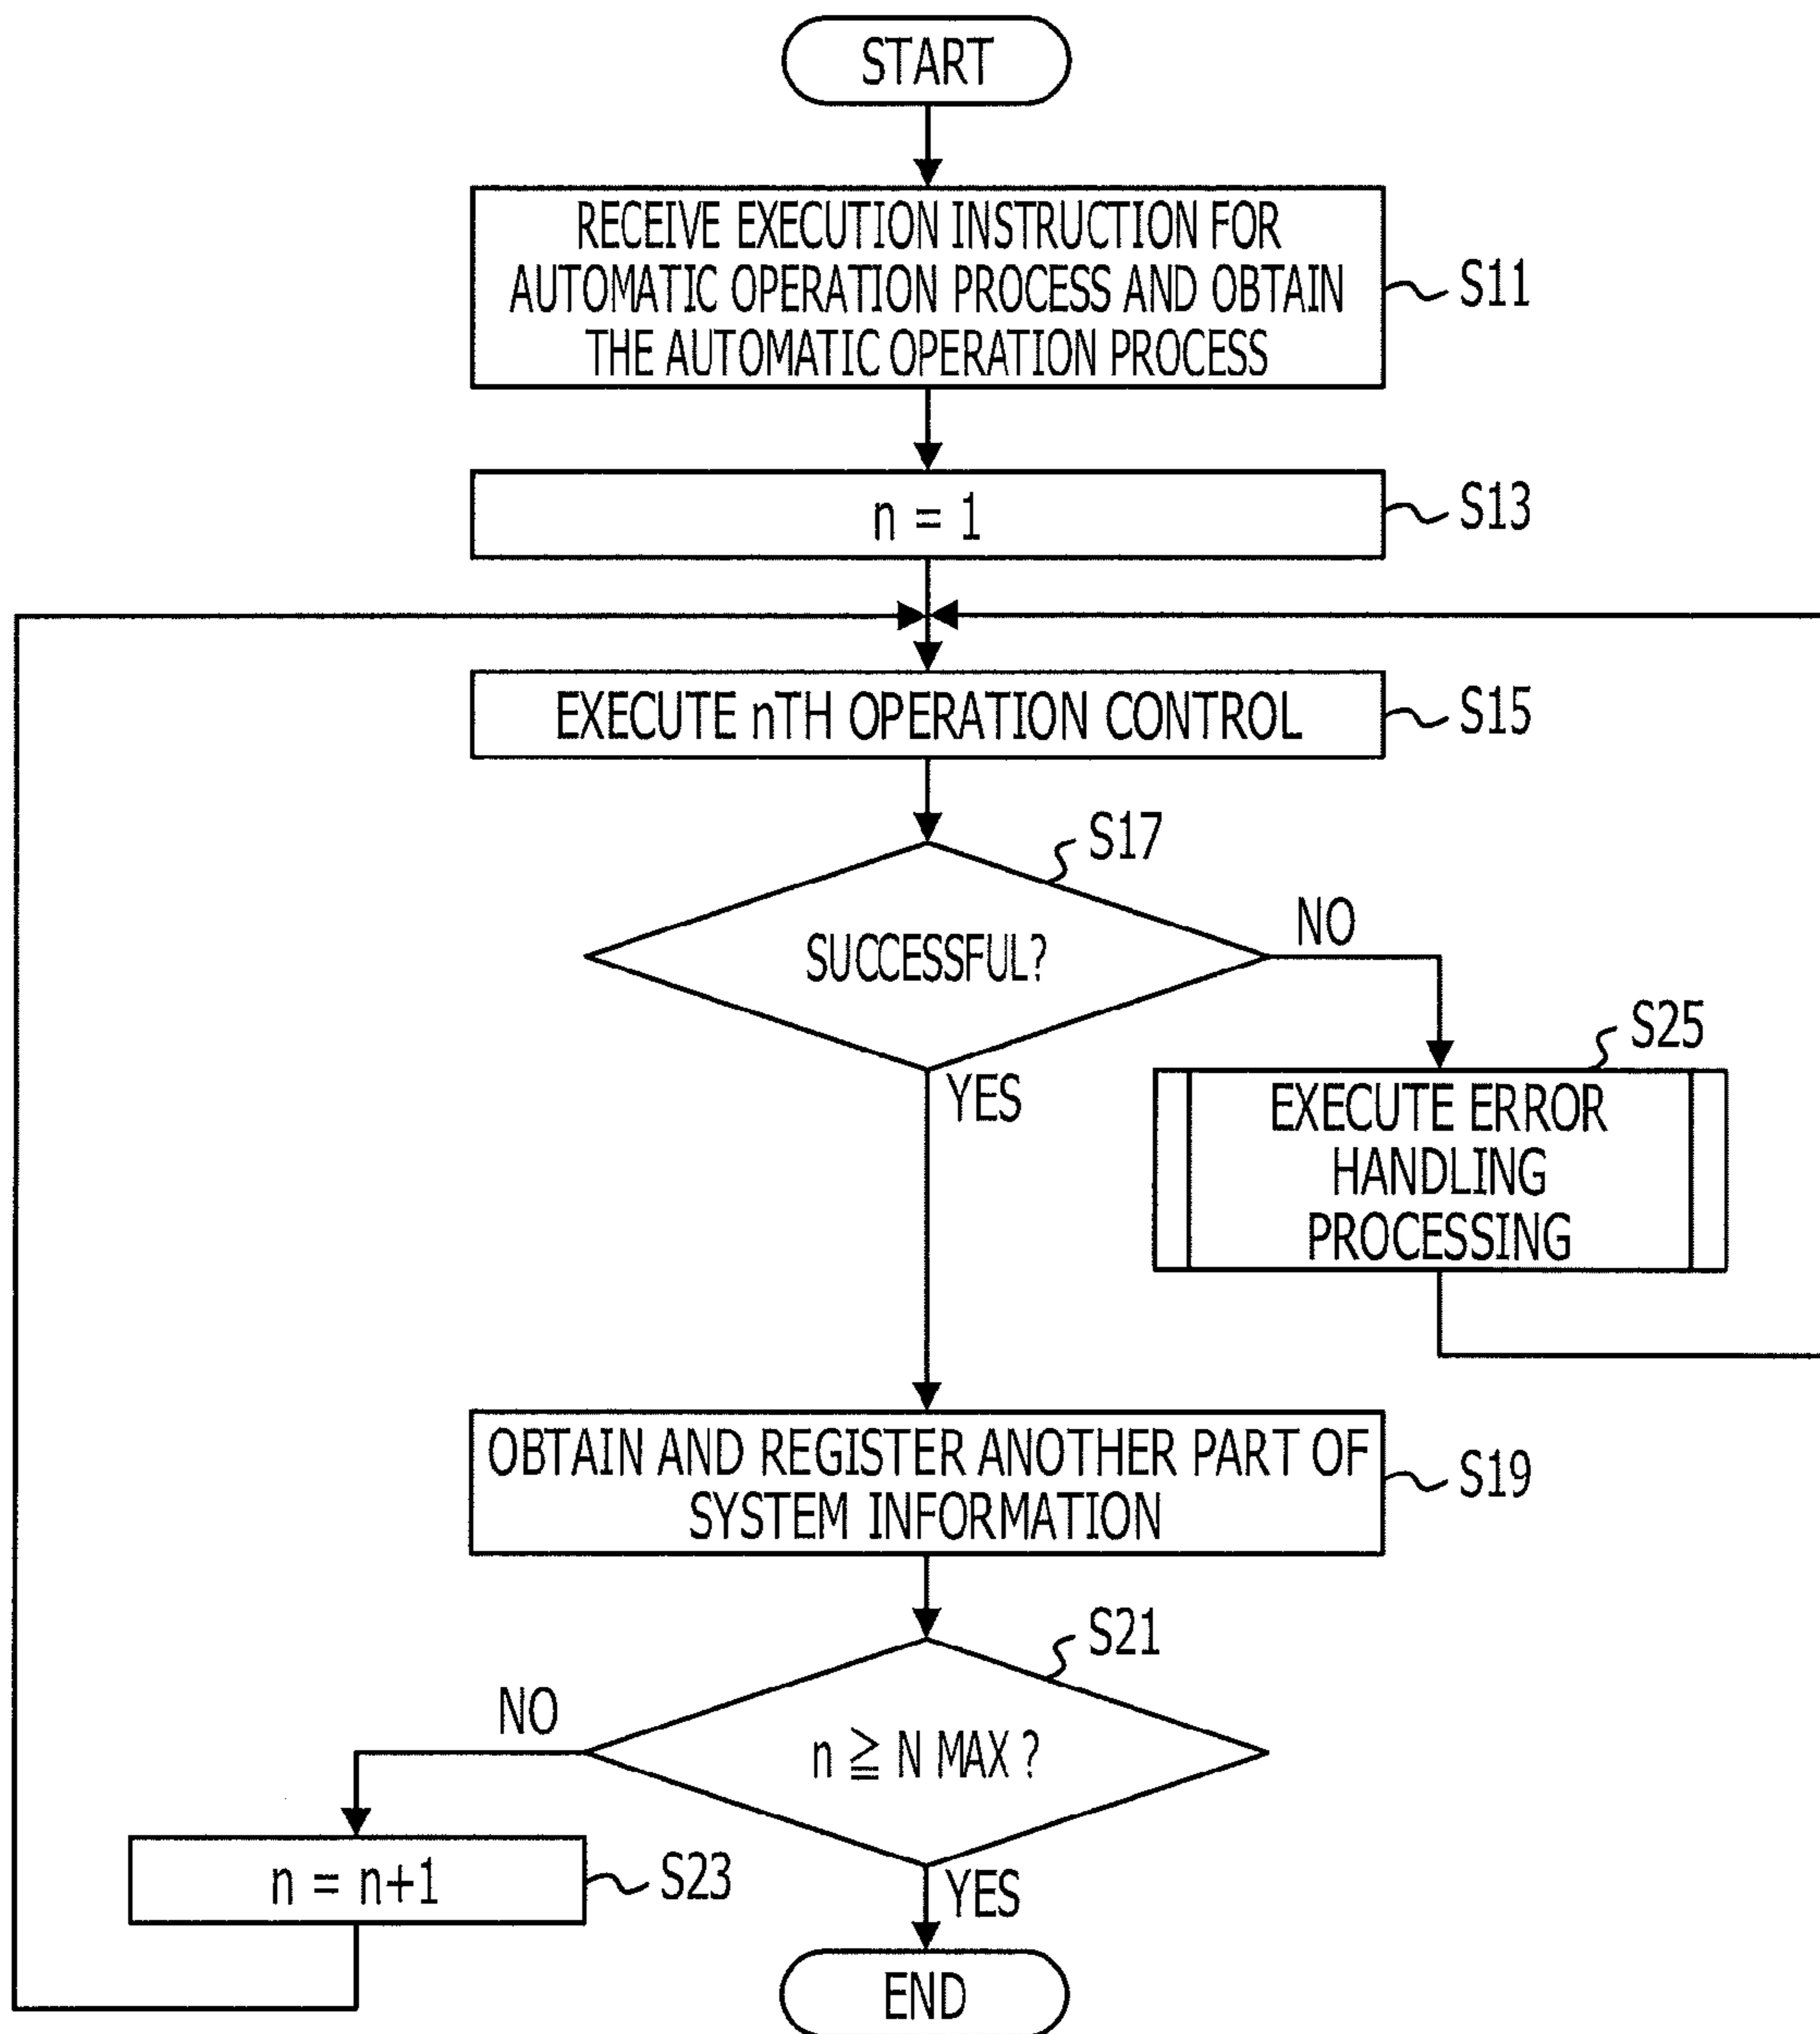 START
RECEIVE EXECUTION INSTRUCTION FOR
AUTOMATIC OPERATION PROCESS AND OBTAIN
THE AUTOMATIC OPERATION PROCESS
S11
n = 1
S13
EXECUTE nTH OPERATION CONTROL
S15
S17
SUCCESSFUL?
NO
YES
S25
EXECUTE ERROR
HANDLING
PROCESSING
OBTAIN AND REGISTER ANOTHER PART OF
SYSTEM INFORMATION
S19
S21
n ≧ N MAX ?
NO
n = n+1
S23
YES
END